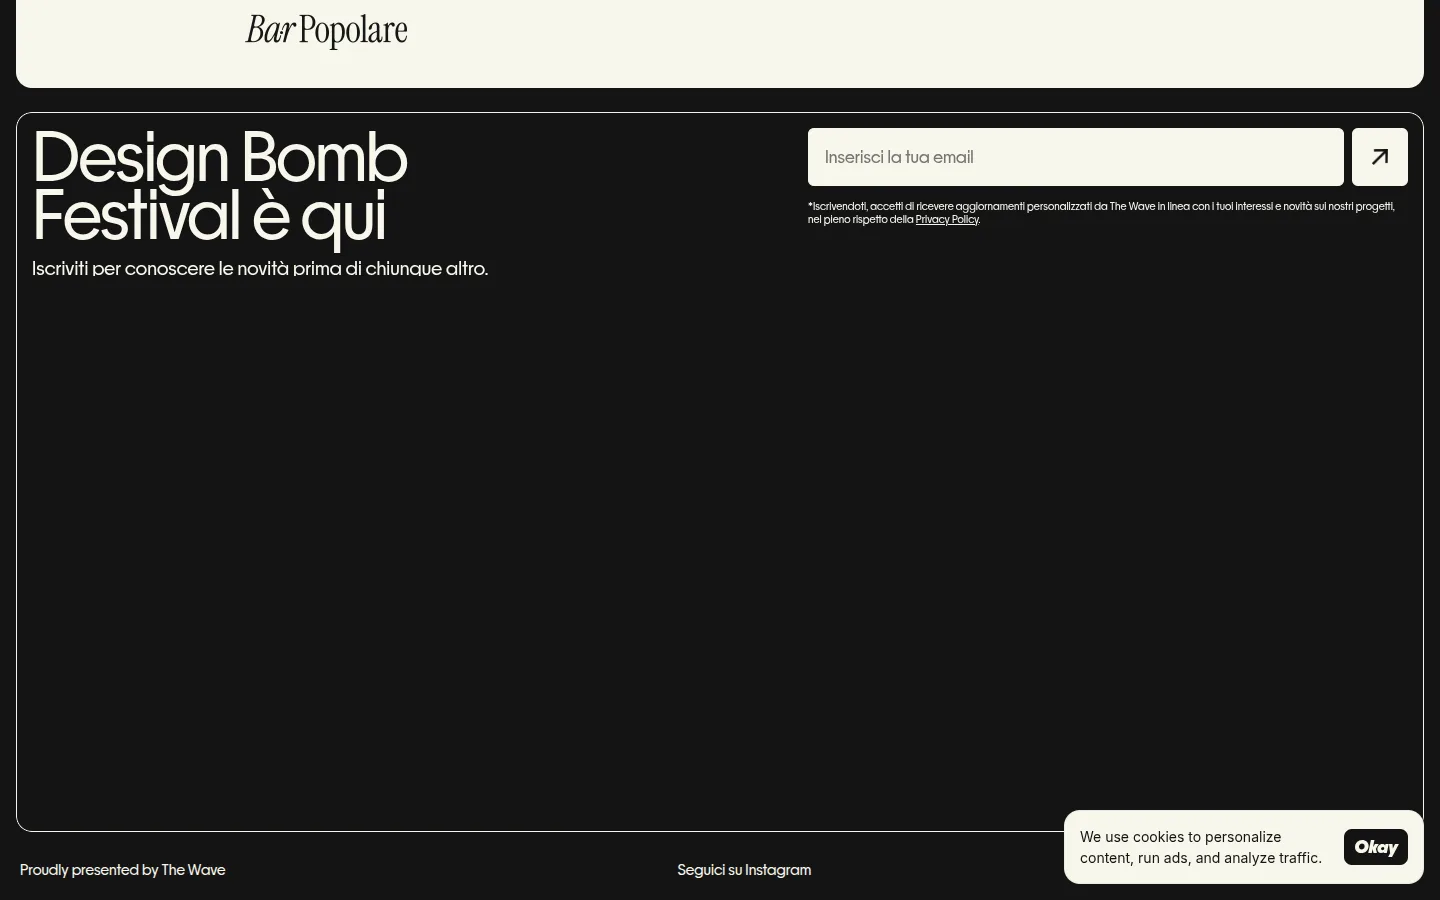 Bar Popolare
Design Bomb
Festival è qui
Iscriviti per conoscere le novità prima di chiunque altro.
Inserisci la tua email
*Iscrivendoti, accetti di ricevere aggiornamenti personalizzati da The Wave in linea con i tuoi interessi e novità sui nostri progetti,
nel pieno rispetto della Privacy Policy.
We use cookies to personalize
content, run ads, and analyze traffic.
Okay
Proudly presented by The Wave
Seguici su Instagram